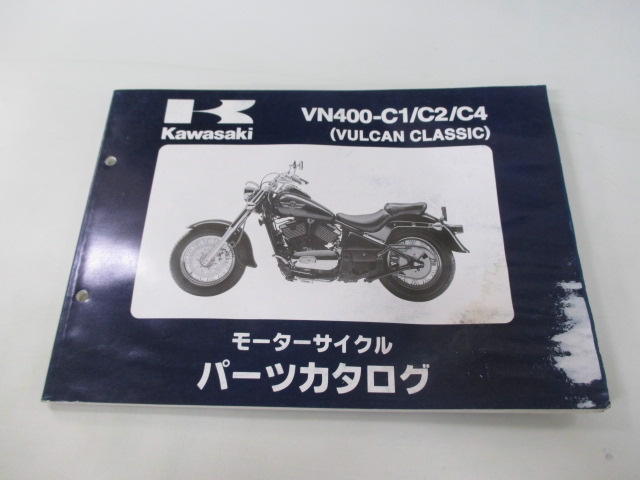 Kawasaki
VN400-C1/C2/C4
(VULCAN CLASSIC)
モーターサイクル
パーツカタログ